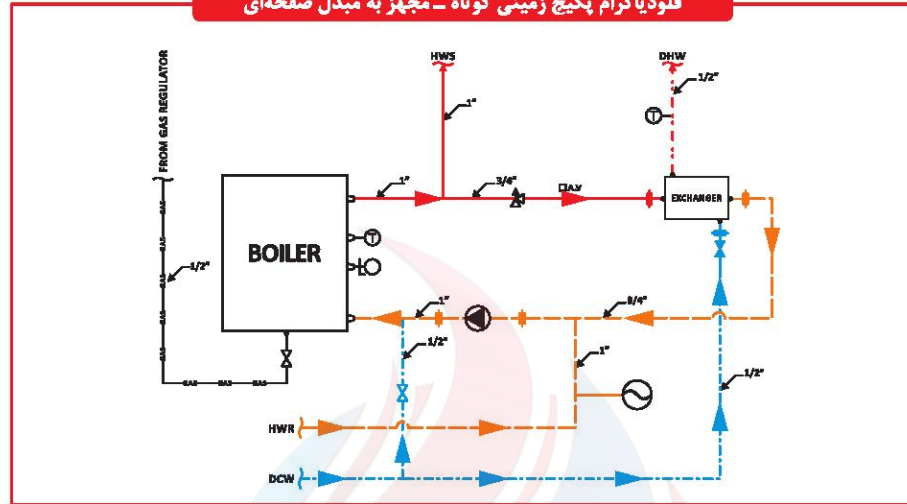 فلودیاگرام پکیج زمینی کوتاه ـ مجهز به مبدل صفحه‌ای
HWS
DHW
FROM GAS REGULATOR
1/2"
1"
T
1"
3/4"
□A.V
EXCHANGER
GAS
GAS
GAS
GAS
1/2"
BOILER
T
1"
3/4"
1/2"
1"
1/2"
GAS
GAS
GAS
HWR
DCW